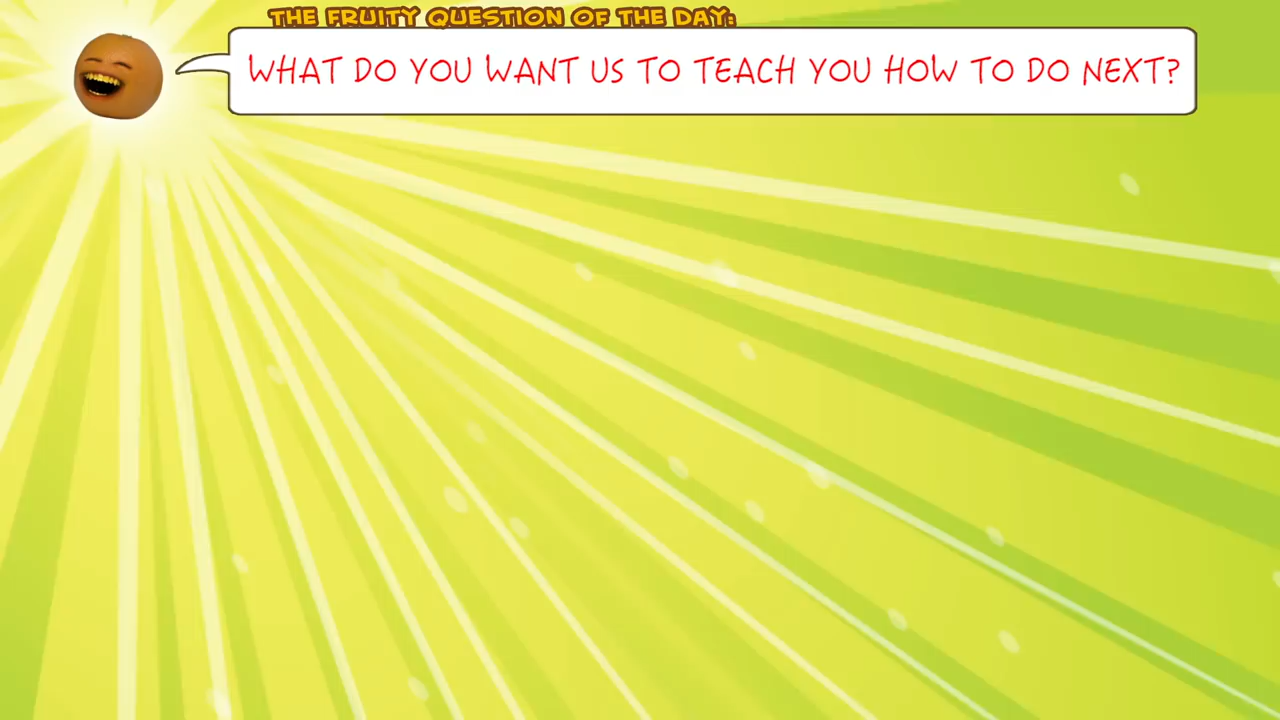 THE FRUITY QUESTION OF THE DAY:
WHAT DO YOU WANT US TO TEACH YOU HOW TO DO NEXT?